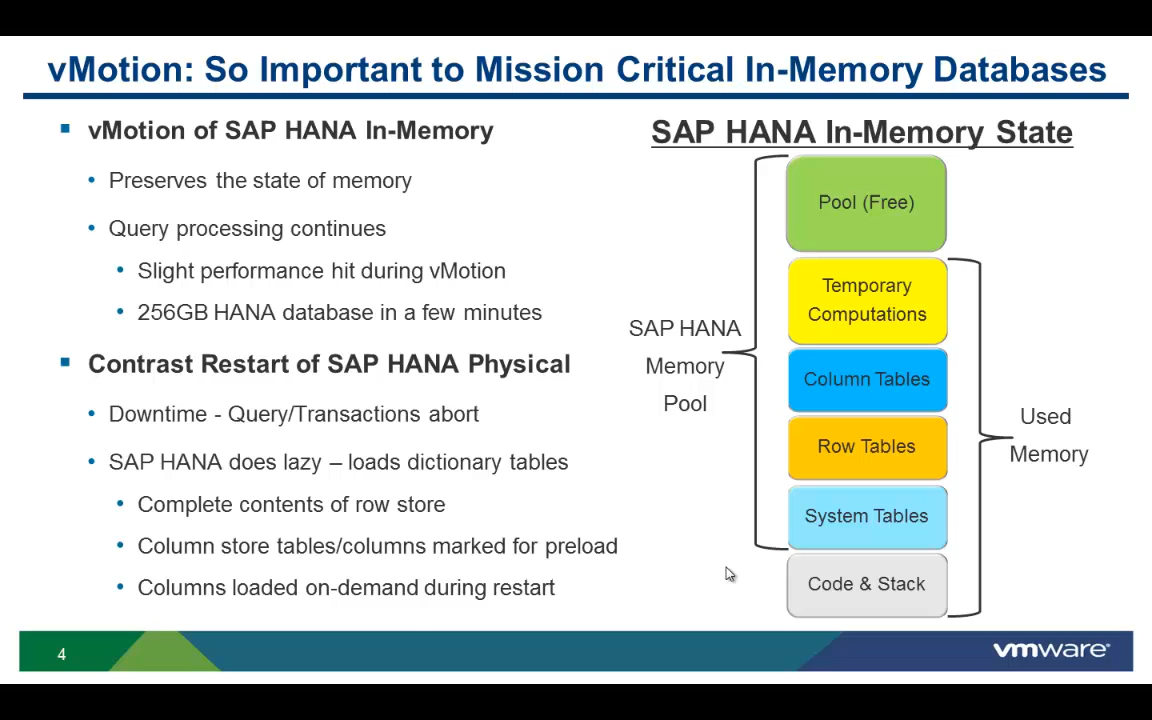 vMotion: So Important to Mission Critical In-Memory Databases
vMotion of SAP HANA In-Memory
Preserves the state of memory
Query processing continues
Slight performance hit during vMotion
256GB HANA database in a few minutes
Contrast Restart of SAP HANA Physical
Downtime - Query/Transactions abort
SAP HANA does lazy – loads dictionary tables
Complete contents of row store
Column store tables/columns marked for preload
Columns loaded on-demand during restart
SAP HANA In-Memory State
SAP HANA
Memory
Pool
Pool (Free)
Temporary
Computations
Column Tables
Row Tables
System Tables
Code & Stack
Used
Memory
4
vmware®